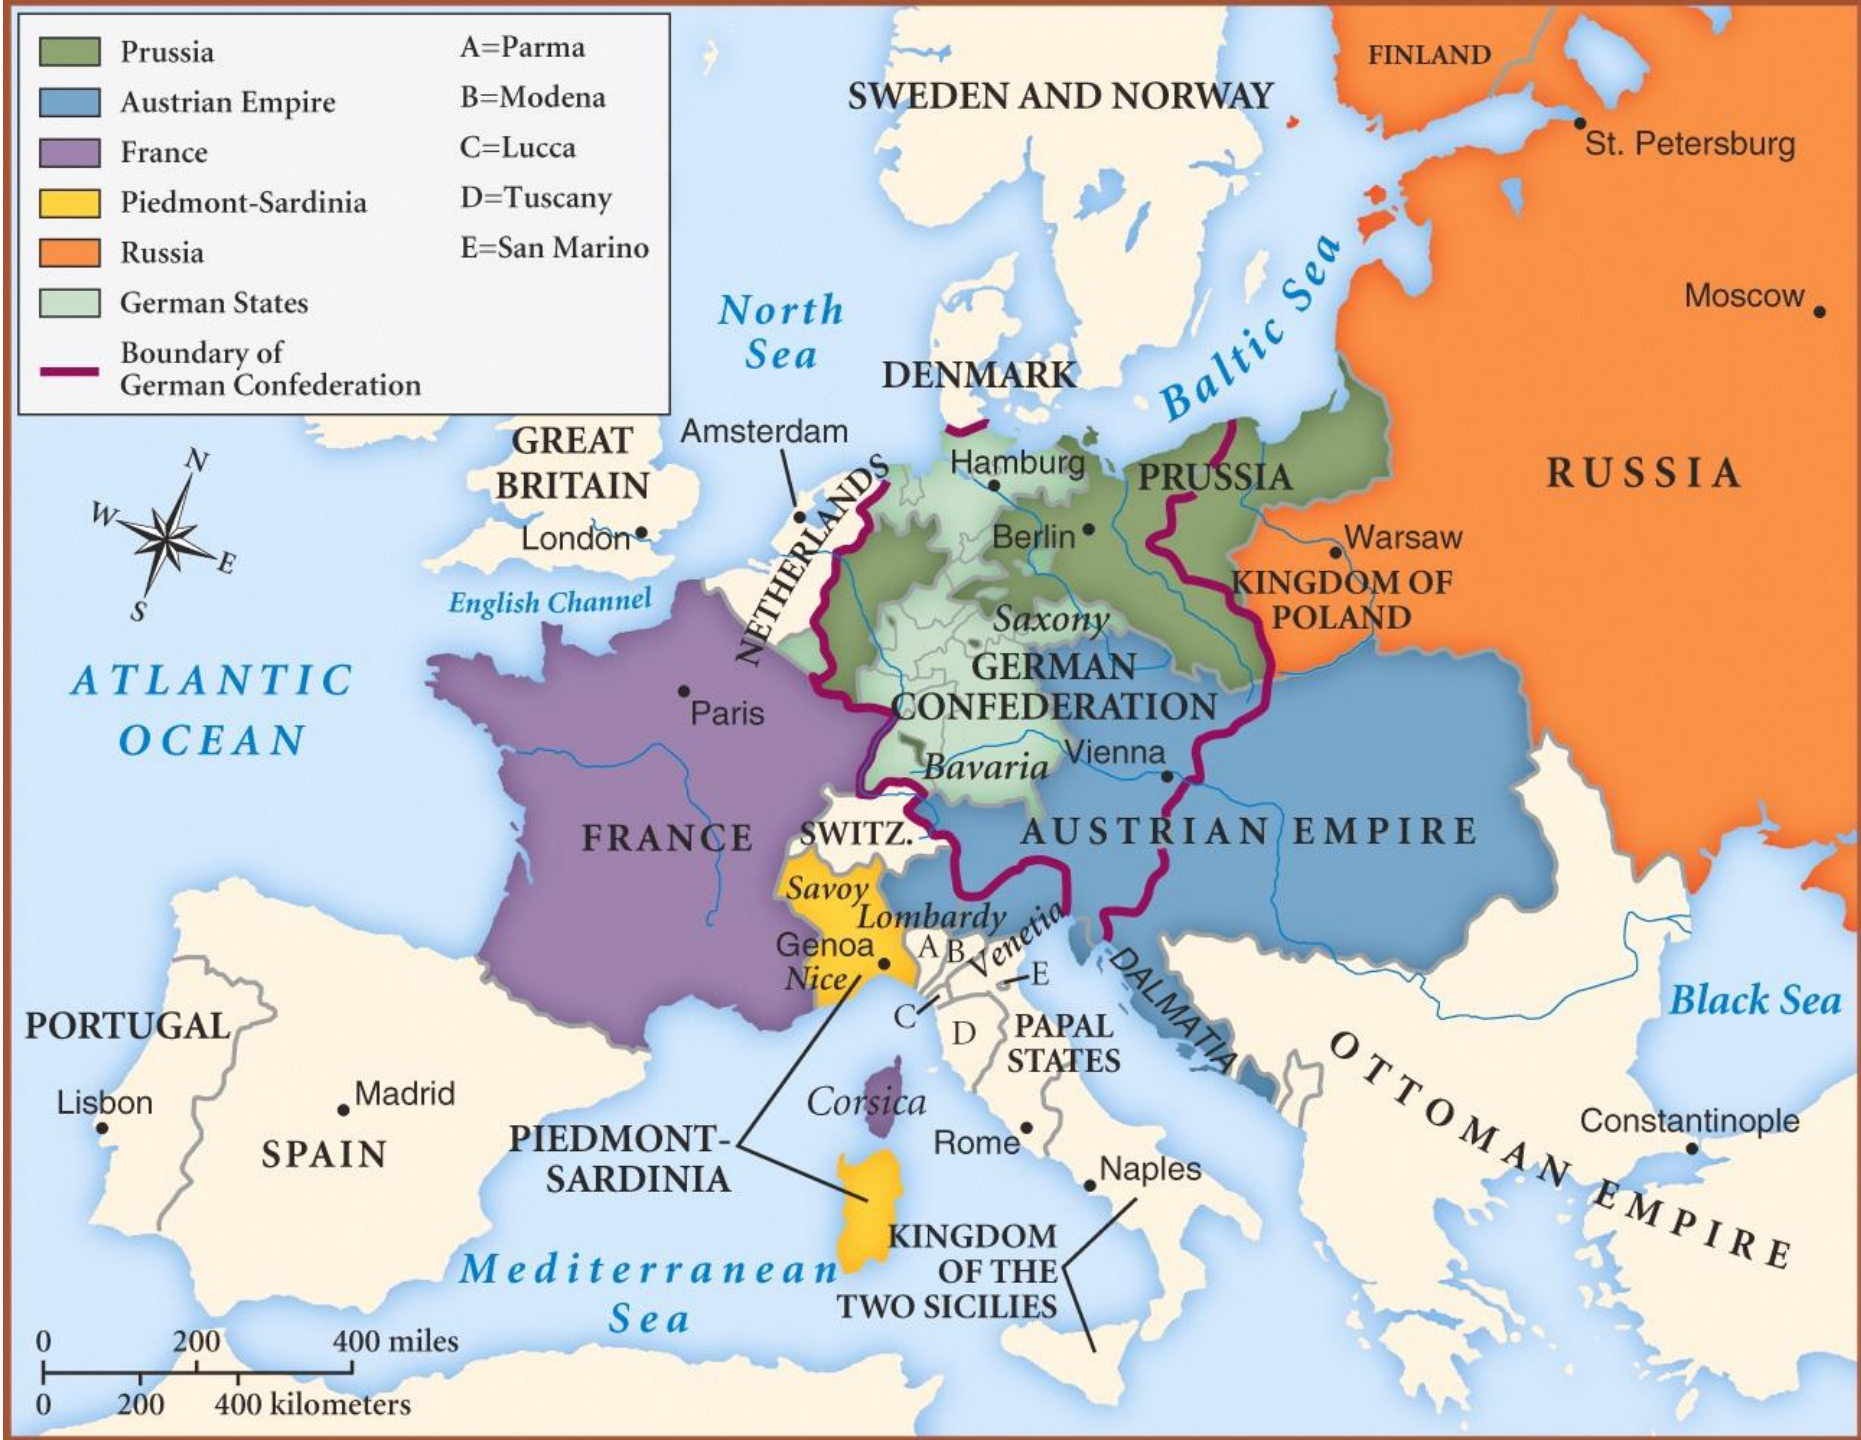 Prussia
Austrian Empire
France
Piedmont-Sardinia
Russia
German States
Boundary of
German Confederation
A=Parma
B=Modena
C=Lucca
D=Tuscany
E=San Marino
FINLAND
SWEDEN AND NORWAY
St. Petersburg
Moscow
North
Sea
Baltic Sea
DENMARK
Amsterdam
GREAT
BRITAIN
London
Hamburg
PRUSSIA
RUSSIA
N
W
E
S
NETHERLANDS
Berlin
Warsaw
KINGDOM OF
POLAND
English Channel
Saxony
GERMAN
CONFEDERATION
ATLANTIC
OCEAN
Paris
Vienna
Bavaria
FRANCE
SWITZ.
AUSTRIAN EMPIRE
Savoy
Lombardy
Venetia
Genoa
Nice
A
B
E
C
D
DALMATIA
PAPAL
STATES
Black Sea
PORTUGAL
Lisbon
Madrid
SPAIN
Corsica
PIEDMONT-
SARDINIA
Rome
Naples
OTTOMAN EMPIRE
Constantinople
KINGDOM
OF THE
TWO SICILIES
Mediterranean
Sea
0 200 400 miles
0 200 400 kilometers